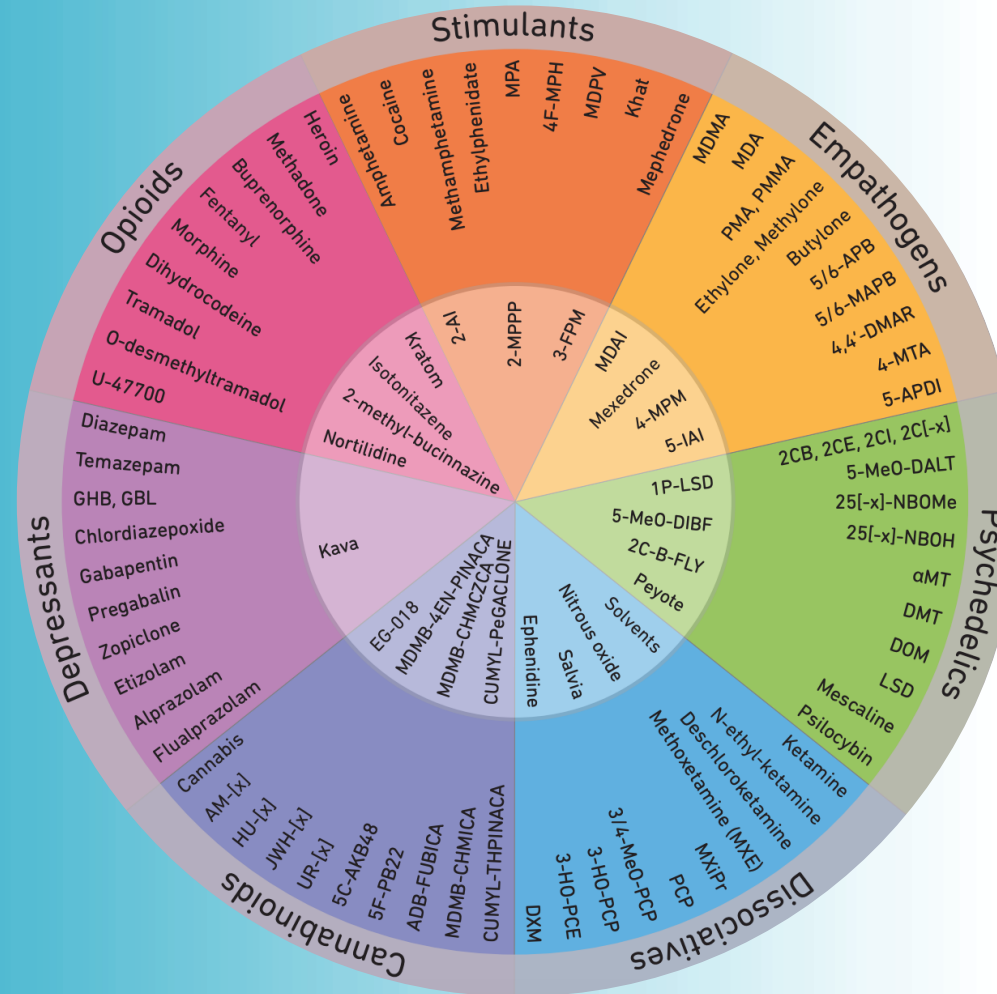 Stimulants
Amphetamine
Cocaine
Methamphetamine
Ethylphenidate
MPA
4F-MPH
MDPV
Khat
Mephedrone
2-AI
2-MPPP
3-FPM
Empathogens
MDMA
MDA
PMA, PMMA
Ethylone, Methylone
Butylone
5/6-APB
5/6-MAPB
4,4'-DMAR
4-MTA
5-APDI
MDAI
Mexedrone
4-MPM
5-IAI
Psychedelics
2CB, 2CE, 2CI, 2C[-x]
5-MeO-DALT
25[-x]-NBOMe
25[-x]-NBOH
αMT
DMT
DOM
LSD
Mescaline
Psilocybin
1P-LSD
5-MeO-DIBF
2C-B-FLY
Peyote
Dissociatives
Ketamine
N-ethyl-ketamine
Deschloroketamine
Methoxetamine (MXE)
MXiPr
PCP
3/4-MeO-PCP
3-HO-PCP
3-HO-PCE
DXM
Solvents
Nitrous oxide
Salvia
Ephenidine
Cannabinoids
CUMYL-THPINACA
MDMB-CHMICA
ADB-FUBICA
5F-PB22
5C-AKB48
UR-[x]
JWH-[x]
HU-[x]
AM-[x]
Cannabis
CUMYL-PeGACLONE
MDMB-CHMCZCA
MDMB-4EN-PINACA
EG-018
Depressants
Flualprazolam
Alprazolam
Etizolam
Zopiclone
Pregabalin
Gabapentin
Chlordiazepoxide
GHB, GBL
Temazepam
Diazepam
Kava
Opioids
U-47700
O-desmethyltramadol
Tramadol
Dihydrocodeine
Morphine
Fentanyl
Buprenorphine
Methadone
Heroin
Nortilidine
2-methyl-bucinnazine
Isotonitazene
Kratom